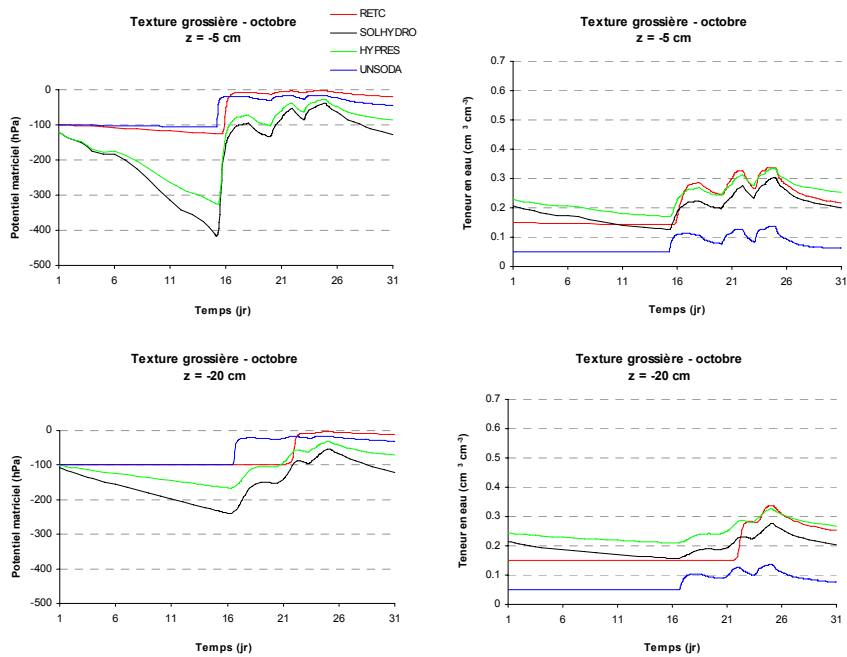 Texture grossière - octobre
z = -5 cm
RETC
SOLHYDRO
HYPRES
UNSODA
Potentiel matriciel (hPa)
0
-100
-200
-300
-400
-500
1
6
11
16
21
26
31
Temps (jr)
Texture grossière - octobre
z = -5 cm
Teneur en eau (cm³ cm⁻³)
0.7
0.6
0.5
0.4
0.3
0.2
0.1
0
1
6
11
16
21
26
31
Temps (jr)
Texture grossière - octobre
z = -20 cm
Potentiel matriciel (hPa)
0
-100
-200
-300
-400
-500
1
6
11
16
21
26
31
Temps (jr)
Texture grossière - octobre
z = -20 cm
Teneur en eau (cm³ cm⁻³)
0.7
0.6
0.5
0.4
0.3
0.2
0.1
0
1
6
11
16
21
26
31
Temps (jr)